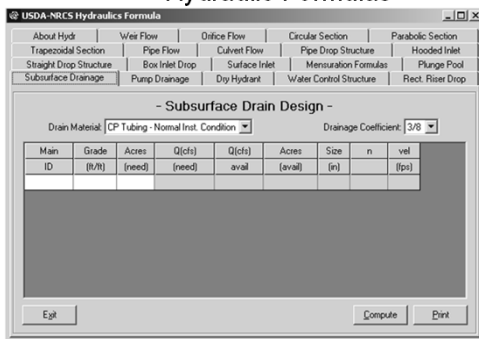 USDA-NRCS Hydraulics Formula
About Hydr Weir Flow Orifice Flow Circular Section Parabolic Section
Trapezoidal Section Pipe Flow Culvert Flow Pipe Drop Structure Hooded Inlet
Straight Drop Structure Box Inlet Drop Surface Inlet Mensuration Formulas Plunge Pool
Subsurface Drainage Pump Drainage Dry Hydrant Water Control Structure Rect. Riser Drop
- Subsurface Drain Design -
Drain Material: CP Tubing - Normal Inst. Condition Drainage Coefficient: 3/8
Main Grade Acres Q(cfs) Q(cfs) Acres Size n vel
ID (ft/ft) (need) (need) avail (avail) (in) (fps)
Exit Compute Print